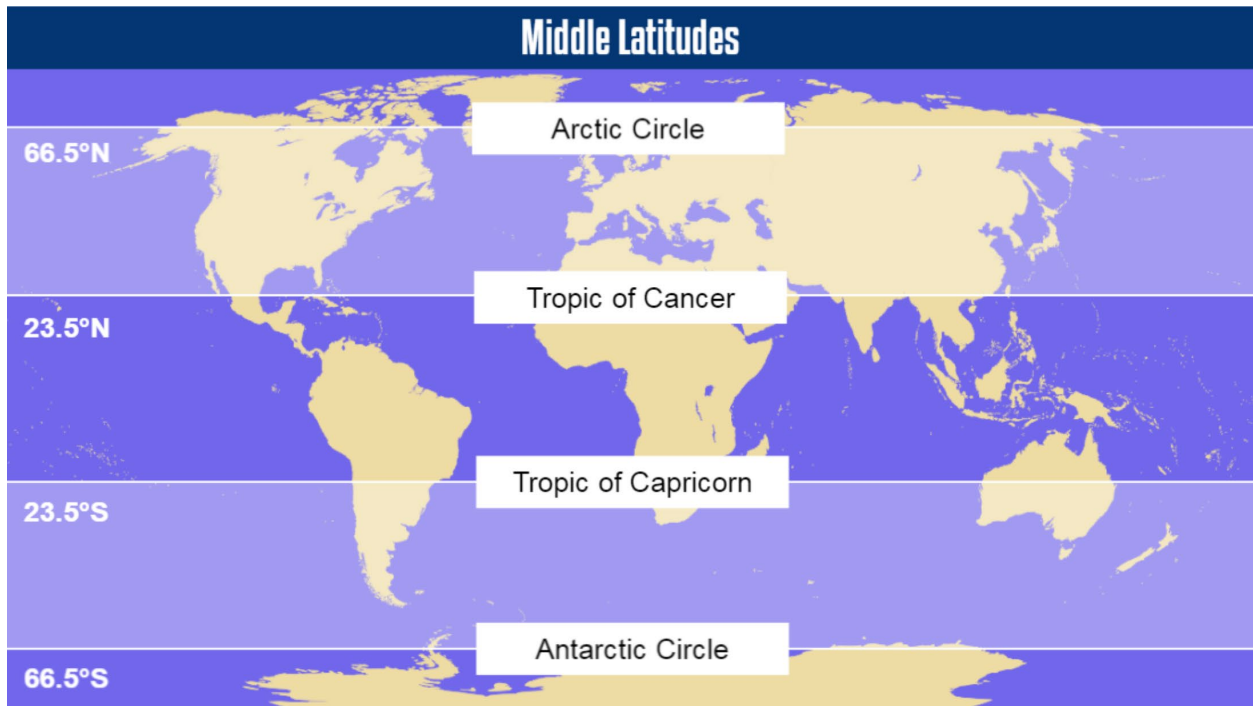 Middle Latitudes
Arctic Circle
66.5°N
Tropic of Cancer
23.5°N
Tropic of Capricorn
23.5°S
Antarctic Circle
66.5°S